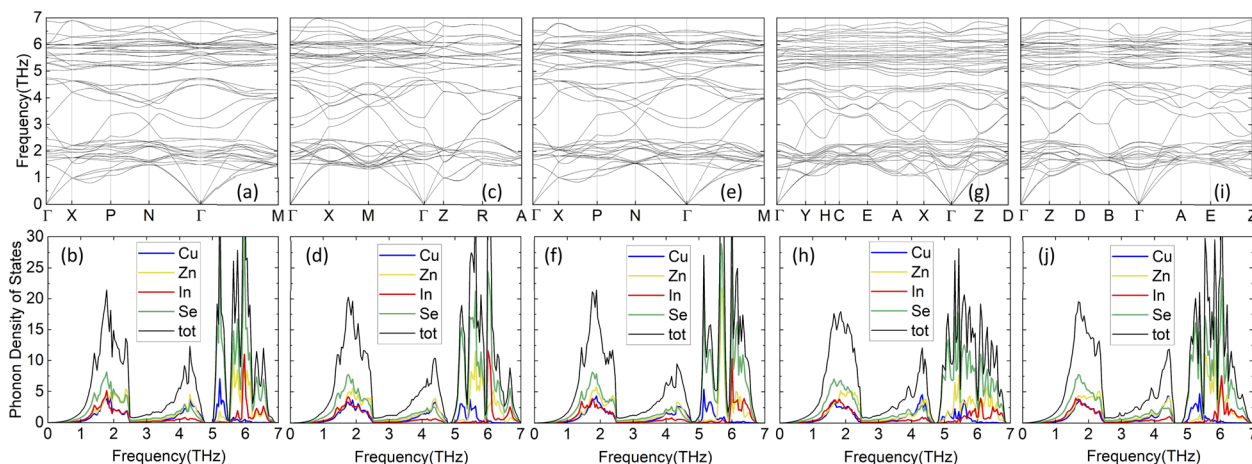 7
6
5
4
3
2
1
0
Frequency(THz)
(a)
(c)
(e)
(g)
(i)
Γ X P N Γ M
Γ X M Γ Z R A
Γ X P N Γ M
Γ Y H C E A X Γ Z D
Γ Z D B Γ A E Z
30
25
20
15
10
5
0
Phonon Density of States
(b)
Cu
Zn
In
Se
tot
(d)
Cu
Zn
In
Se
tot
(f)
Cu
Zn
In
Se
tot
(h)
Cu
Zn
In
Se
tot
(j)
Cu
Zn
In
Se
tot
0 1 2 3 4 5 6 7
0 1 2 3 4 5 6 7
0 1 2 3 4 5 6 7
0 1 2 3 4 5 6 7
0 1 2 3 4 5 6 7
Frequency(THz)
Frequency(THz)
Frequency(THz)
Frequency(THz)
Frequency(THz)